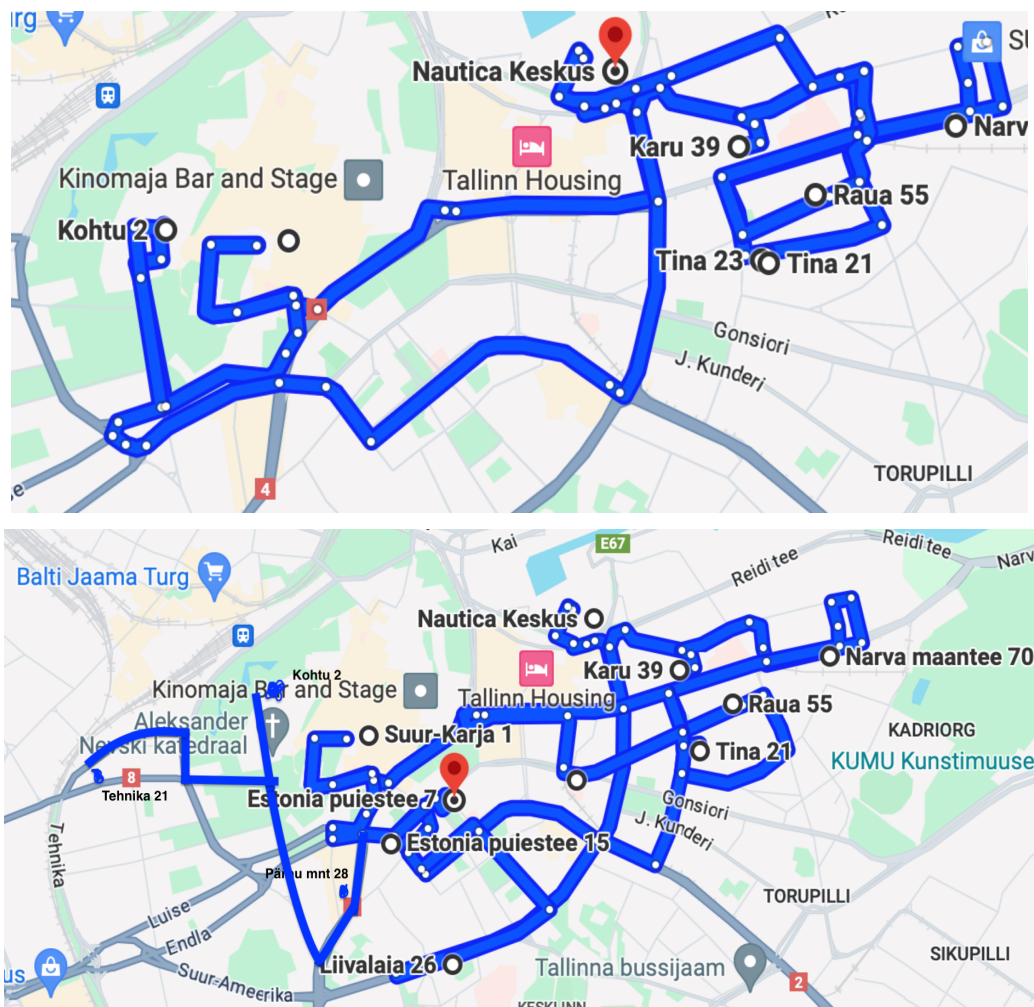 urg
Nautica Keskus
SU
Narv
Karu 39
Tallinn Housing
Kinomaja Bar and Stage
Raua 55
Kohtu 2
Tina 23
Tina 21
Gonsiori
J. Kunderi
TORUPILLI
4
se
Kai
E67
Reidi tee
Reidi tee
Narv
Balti Jaama Turg
Nautica Keskus
Karu 39
Narva maantee 70
Kohtu 2
Kinomaja Bar and Stage
Tallinn Housing
Raua 55
Aleksander
Nevski katedraal
Suur-Karja 1
KADRIORG
Tina 21
KUMU Kunstimuuse
8
Tehnika 21
Estonia puiestee 7
Gonsiori
J. Kunderi
Tehnika
Estonia puiestee 15
Pärnu mnt 28
TORUPILLI
Luise
Endla
Liivalaia 26
Suur-Ameerika
Tallinna bussijaam
SIKUPILLI
us
2
KESKLINN